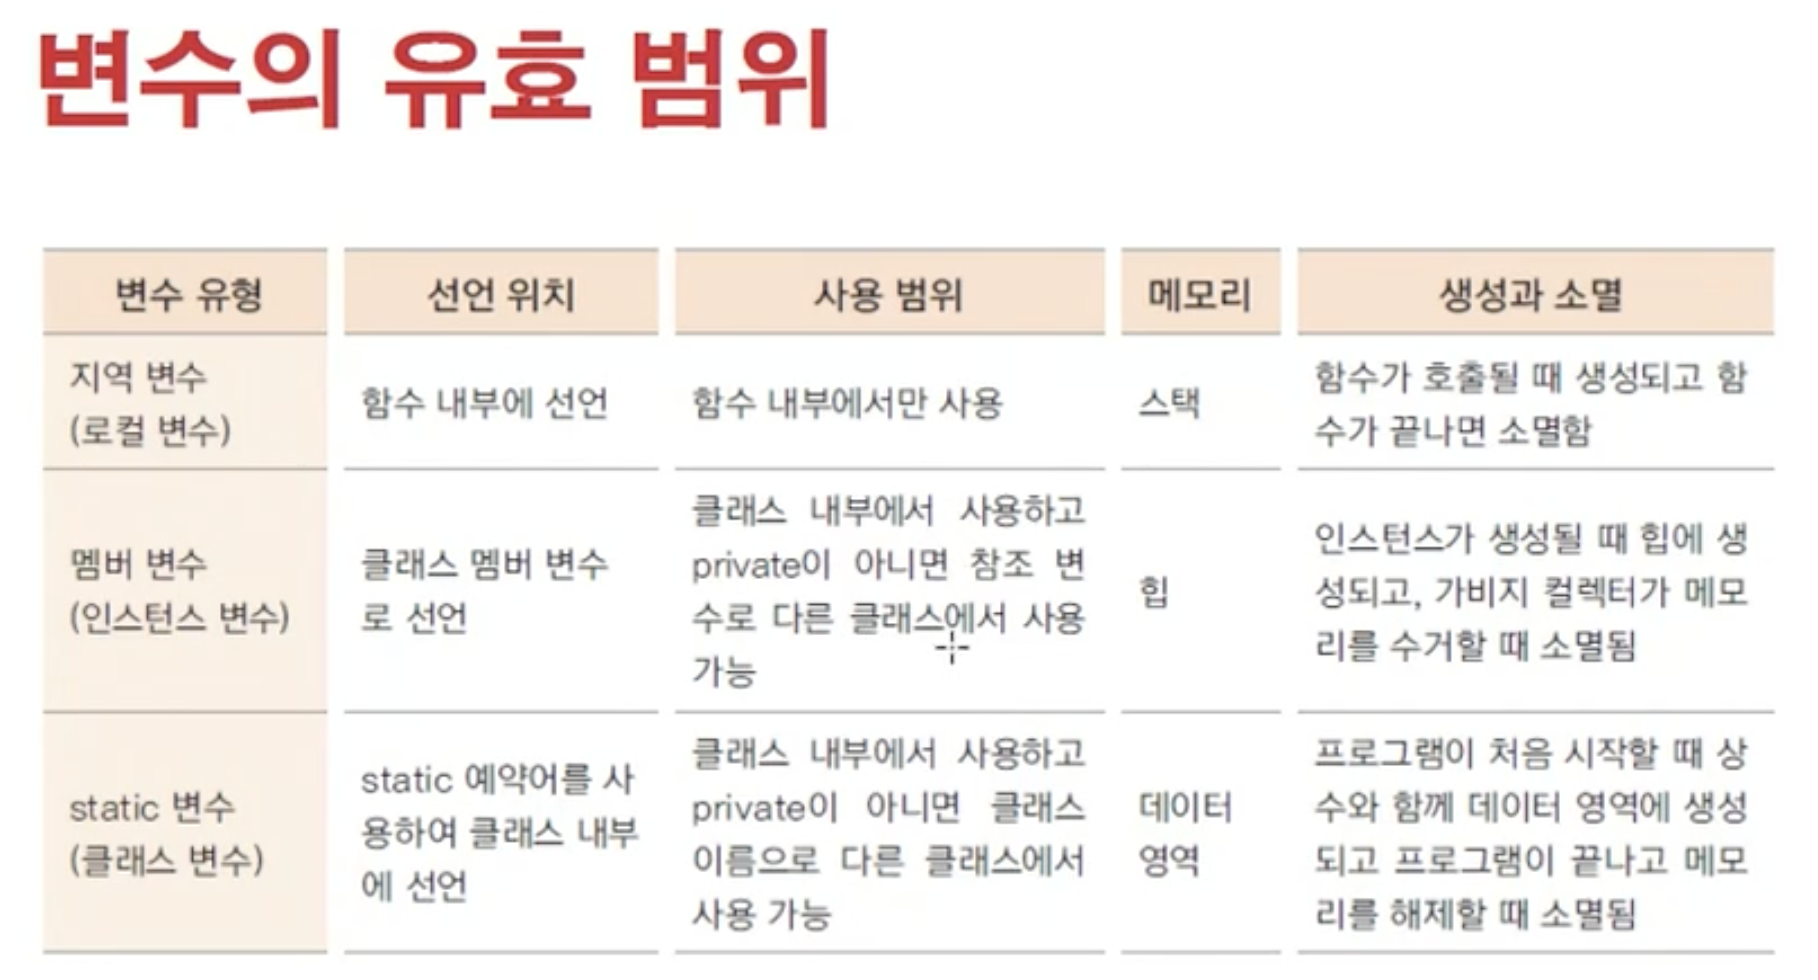 변수의 유효 범위
변수 유형
선언 위치
사용 범위
메모리
생성과 소멸
지역 변수
(로컬 변수)
함수 내부에 선언
함수 내부에서만 사용
스택
함수가 호출될 때 생성되고 함
수가 끝나면 소멸함
멤버 변수
(인스턴스 변수)
클래스 멤버 변수
로 선언
클래스 내부에서 사용하고
private이 아니면 참조 변
수로 다른 클래스에서 사용
가능
힙
인스턴스가 생성될 때 힙에 생
성되고, 가비지 컬렉터가 메모
리를 수거할 때 소멸됨
static 변수
(클래스 변수)
static 예약어를 사
용하여 클래스 내부
에 선언
클래스 내부에서 사용하고
private이 아니면 클래스
이름으로 다른 클래스에서
사용 가능
데이터
영역
프로그램이 처음 시작할 때 상
수와 함께 데이터 영역에 생성
되고 프로그램이 끝나고 메모
리를 해제할 때 소멸됨